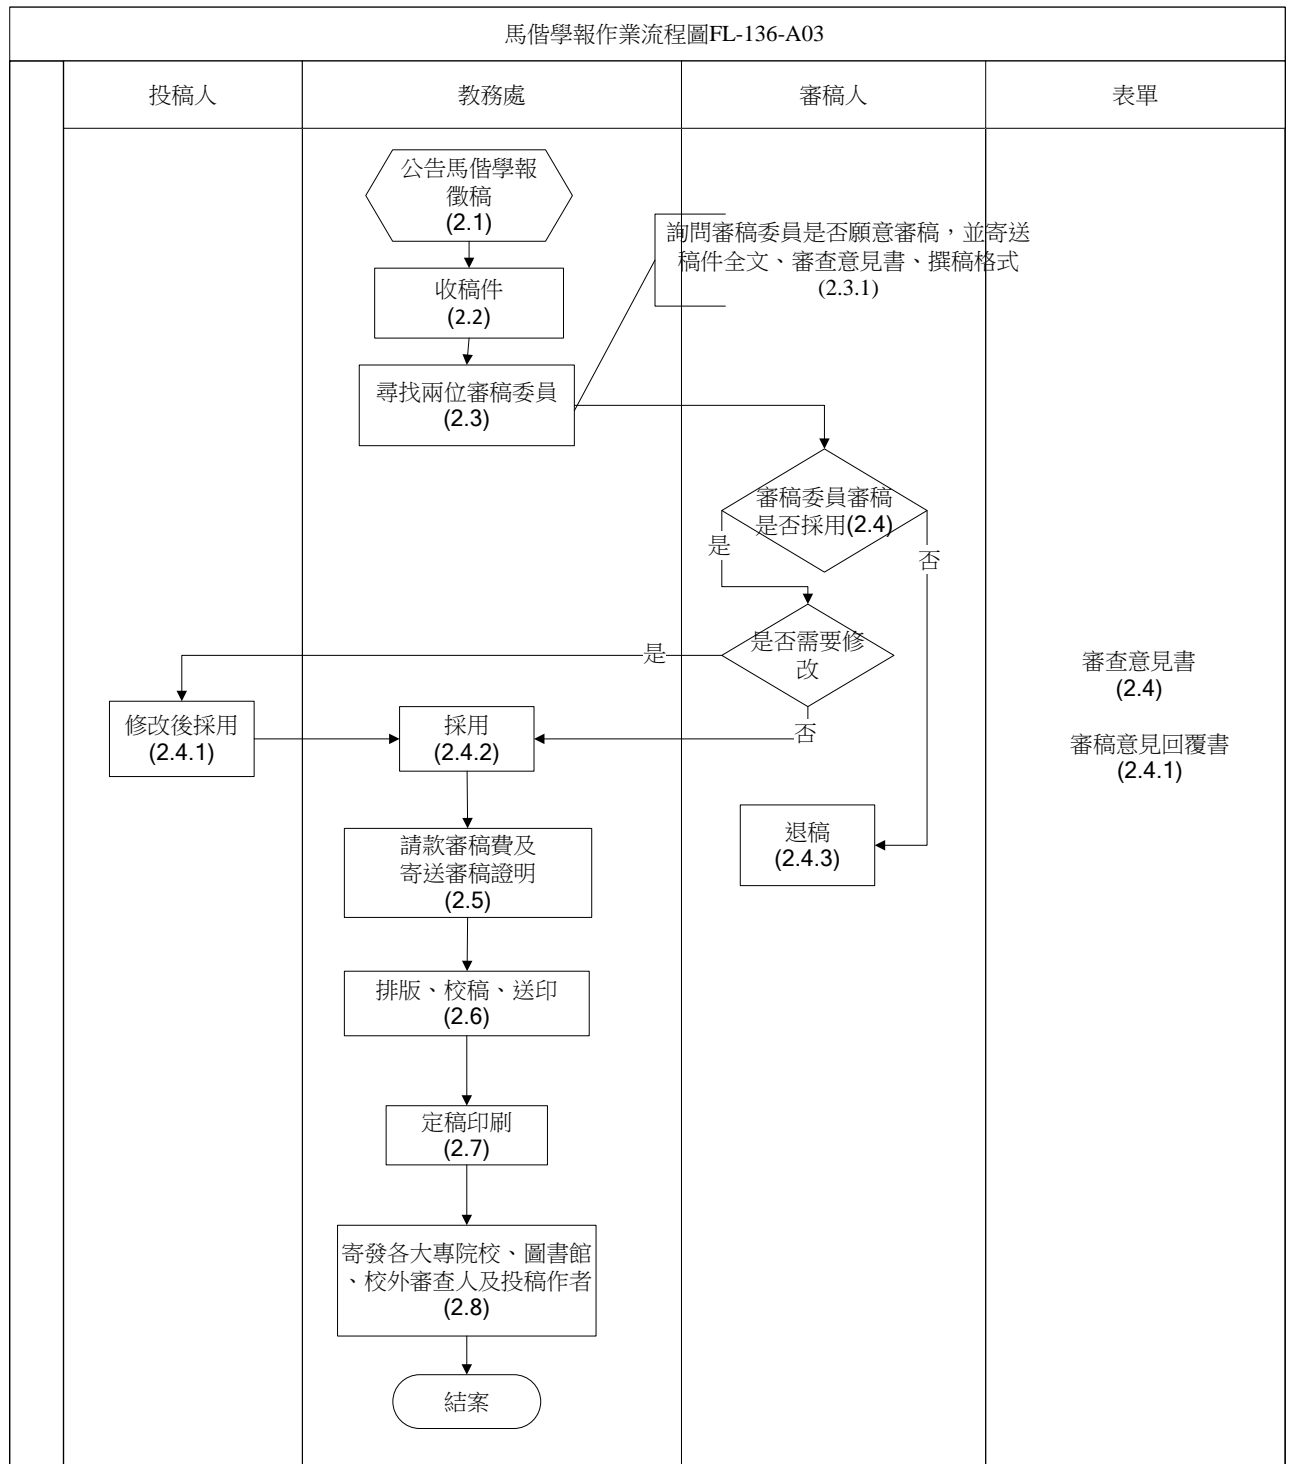 馬偕學報作業流程圖FL-136-A03
投稿人
教務處
審稿人
表單
公告馬偕學報
徵稿
(2.1)
詢問審稿委員是否願意審稿，並寄送
稿件全文、審查意見書、撰稿格式
(2.3.1)
收稿件
(2.2)
尋找兩位審稿委員
(2.3)
審稿委員審稿
是否採用(2.4)
是
否
是否需要修
改
是
否
審查意見書
(2.4)
審稿意見回覆書
(2.4.1)
修改後採用
(2.4.1)
採用
(2.4.2)
退稿
(2.4.3)
請款審稿費及
寄送審稿證明
(2.5)
排版、校稿、送印
(2.6)
定稿印刷
(2.7)
寄發各大專院校、圖書館
、校外審查人及投稿作者
(2.8)
結案